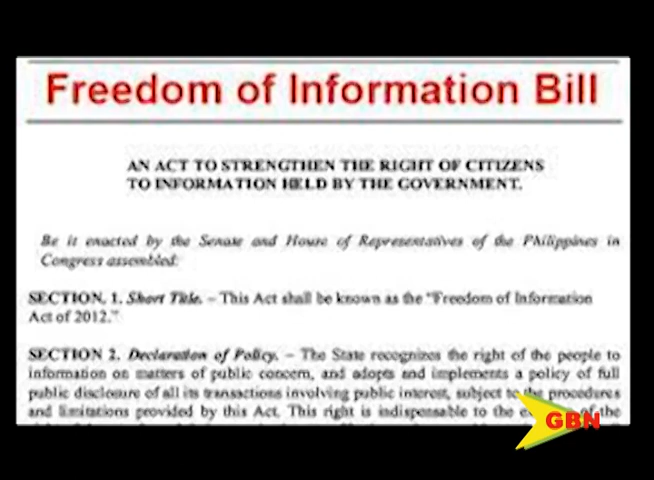 Freedom of Information Bill
AN ACT TO STRENGTHEN THE RIGHT OF CITIZENS
TO INFORMATION HELD BY THE GOVERNMENT.
Be it enacted by the Senate and House of Representatives of the Philippines in
Congress assembled:
SECTION. 1. Short Title. – This Act shall be known as the "Freedom of Information
Act of 2012."
SECTION 2. Declaration of Policy. – The State recognizes the right of the people to
information on matters of public concern, and adopts and implements a policy of full
public disclosure of all its transactions involving public interest, subject to the procedures
and limitations provided by this Act. This right is indispensable to the of the
GBN